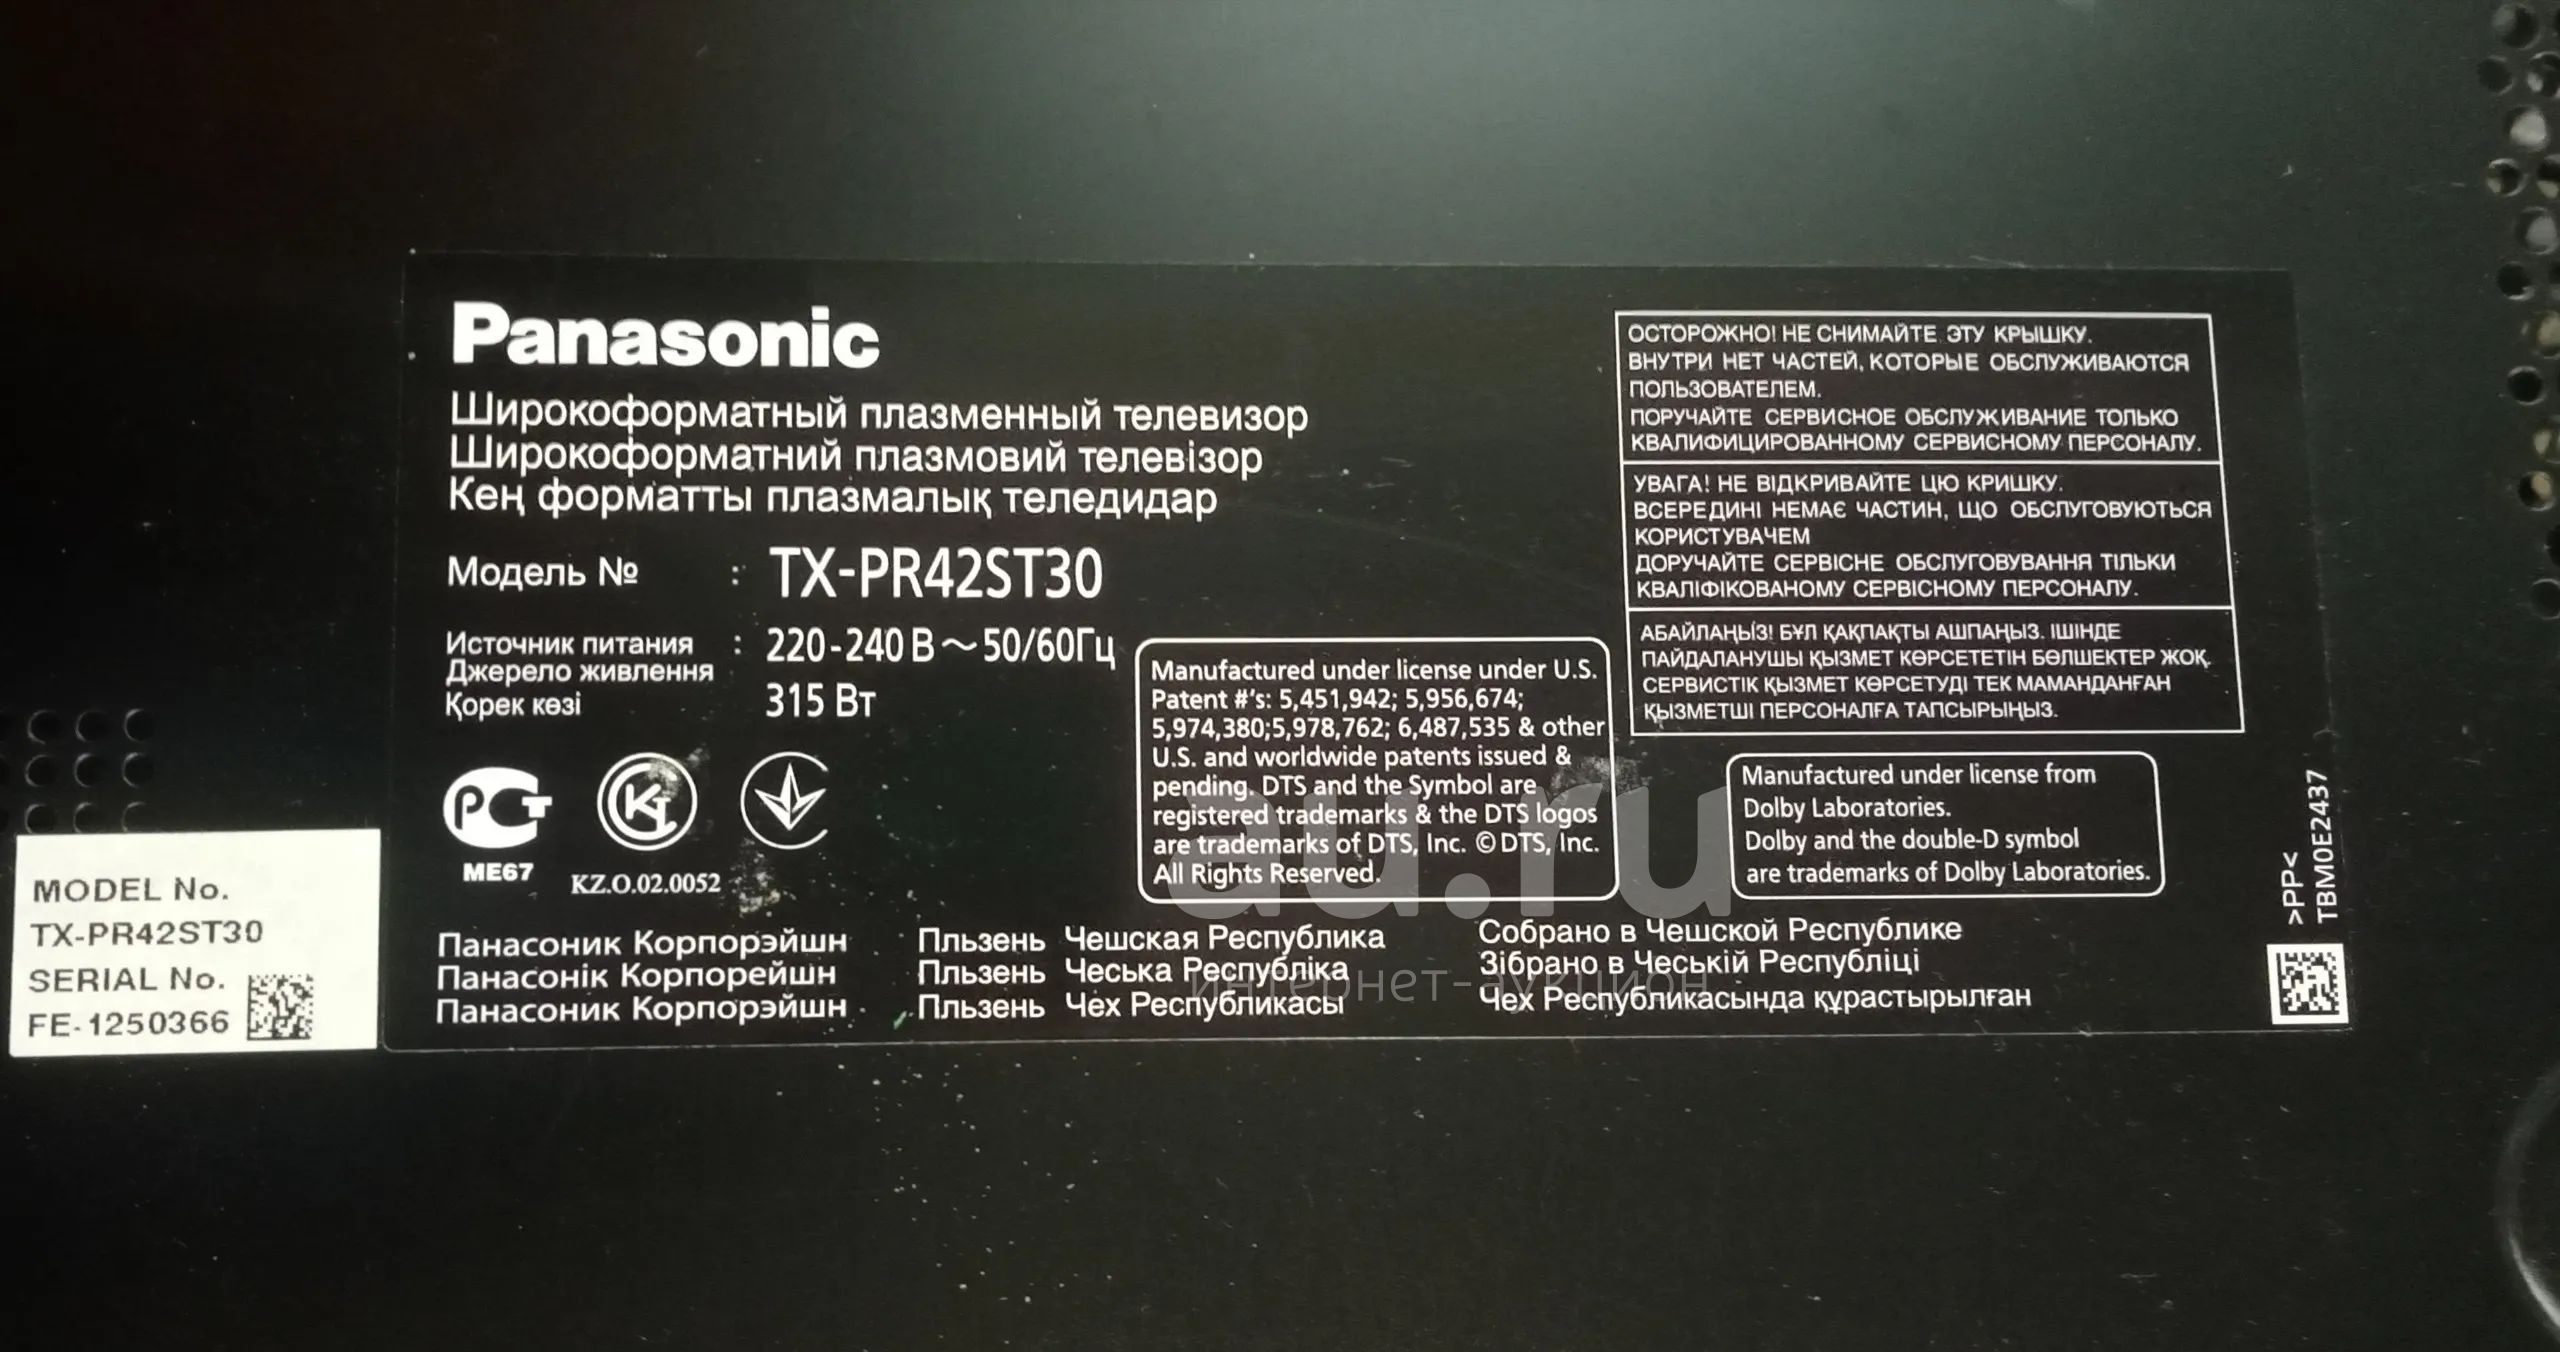 Panasonic
Широкоформатный плазменный телевизор
Широкоформатний плазмовий телевізор
Кең форматты плазмалық теледидар
Модель № : TX-PR42ST30
Источник питания : 220-240 В ~ 50/60Гц
Джерело живлення
Қорек көзі 315 Вт
РСТ
ME67
KZ.O.02.0052
Manufactured under license under U.S.
Patent #'s: 5,451,942; 5,956,674;
5,974,380;5,978,762; 6,487,535 & other
U.S. and worldwide patents issued &
pending. DTS and the Symbol are
registered trademarks & the DTS logos
are trademarks of DTS, Inc. © DTS, Inc.
All Rights Reserved.
ОСТОРОЖНО! НЕ СНИМАЙТЕ ЭТУ КРЫШКУ.
ВНУТРИ НЕТ ЧАСТЕЙ, КОТОРЫЕ ОБСЛУЖИВАЮТСЯ
ПОЛЬЗОВАТЕЛЕМ.
ПОРУЧАЙТЕ СЕРВИСНОЕ ОБСЛУЖИВАНИЕ ТОЛЬКО
КВАЛИФИЦИРОВАННОМУ СЕРВИСНОМУ ПЕРСОНАЛУ.
УВАГА! НЕ ВІДКРИВАЙТЕ ЦЮ КРИШКУ.
ВСЕРЕДИНІ НЕМАЄ ЧАСТИН, ЩО ОБСЛУГОВУЮТЬСЯ
КОРИСТУВАЧЕМ
ДОРУЧАЙТЕ СЕРВІСНЕ ОБСЛУГОВУВАННЯ ТІЛЬКИ
КВАЛІФІКОВАНОМУ СЕРВІСНОМУ ПЕРСОНАЛУ.
АБАЙЛАҢЫЗ! БҰЛ ҚАҚПАҚТЫ АШПАҢЫЗ. ІШІНДЕ
ПАЙДАЛАНУШЫ ҚЫЗМЕТ КӨРСЕТЕТІН БӨЛШЕКТЕР ЖОҚ.
СЕРВИСТІК ҚЫЗМЕТ КӨРСЕТУДІ ТЕК МАМАНДАНҒАН
ҚЫЗМЕТШІ ПЕРСОНАЛҒА ТАПСЫРЫҢЫЗ.
Manufactured under license from
Dolby Laboratories.
Dolby and the double-D symbol
are trademarks of Dolby Laboratories.
>PP<
TBM0E2437
MODEL No.
TX-PR42ST30
SERIAL No.
FE-1250366
Панасоник Корпорэйшн Пльзень Чешская Республика Собрано в Чешской Республике
Панасонік Корпорейшн Пльзень Чеська Республіка Зібрано в Чеській Республіці
Панасоник Корпорэйшн Пльзень Чех Республикасы Чех Республикасында құрастырылған
au.ru
интернет-аукцион